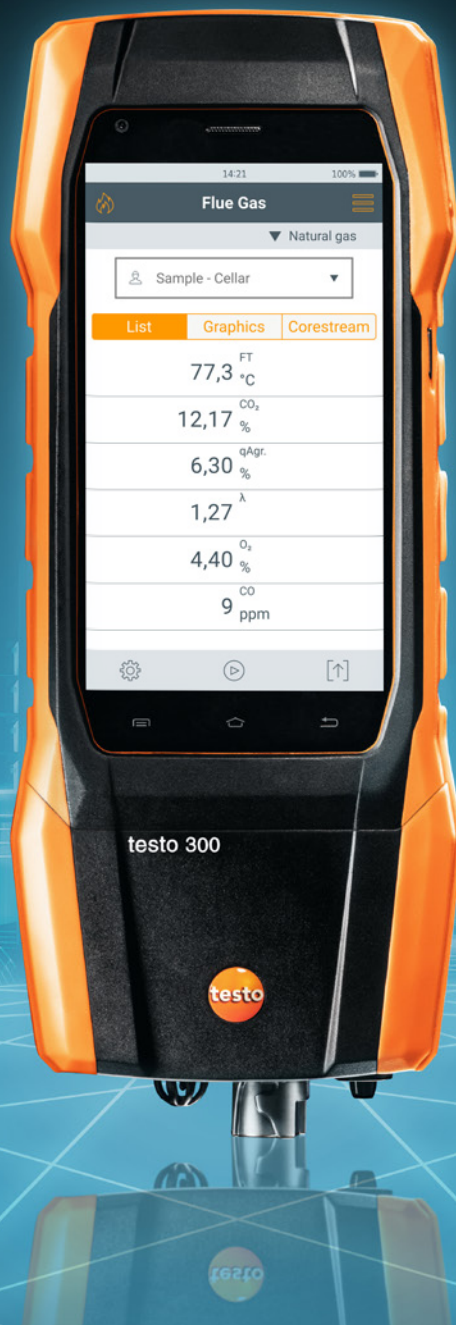 14:21 100%
Flue Gas
Natural gas
Sample - Cellar
List Graphics Corestream
77,3 FT °C
12,17 CO₂ %
6,30 qAgr. %
1,27 λ
4,40 O₂ %
9 CO ppm
testo 300
testo
testo